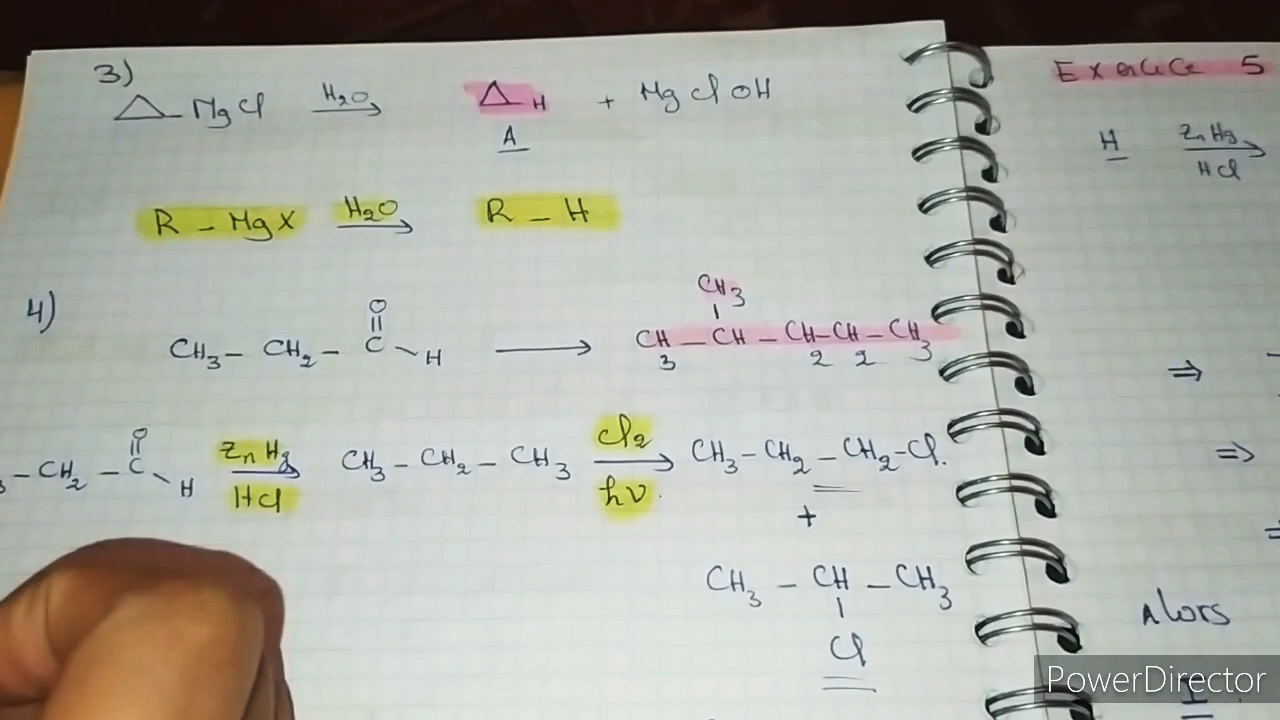 3)
△-MgCl H2O → △H + MgClOH
A
R - MgX H2O → R - H
4)
CH3 - CH2 - C(=O) - H → CH3 - CH(CH3) - CH2 - CH2 - CH3
- CH2 - C(=O) - H ZnHg/HCl → CH3 - CH2 - CH3 Cl2/hν → CH3 - CH2 - CH2 - Cl.
+
CH3 - CH - CH3
Cl
Exercice 5
H ZnHg/HCl →
⇒
⇒
Alors
I
PowerDirector